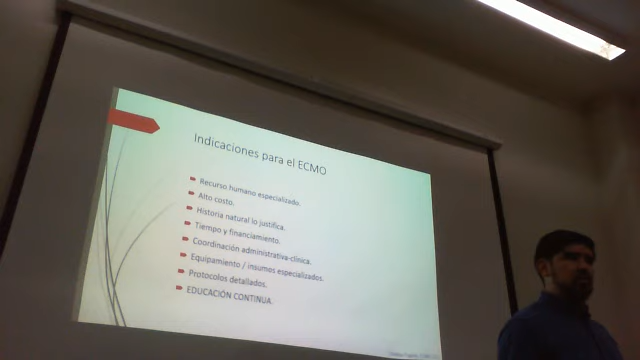 Indicaciones para el ECMO
Recurso humano especializado.
Alto costo.
Historia natural lo justifica.
Tiempo y financiamiento.
Coordinación administrativa-clínica.
Equipamiento / insumos especializados.
Protocolos detallados.
EDUCACIÓN CONTINUA.